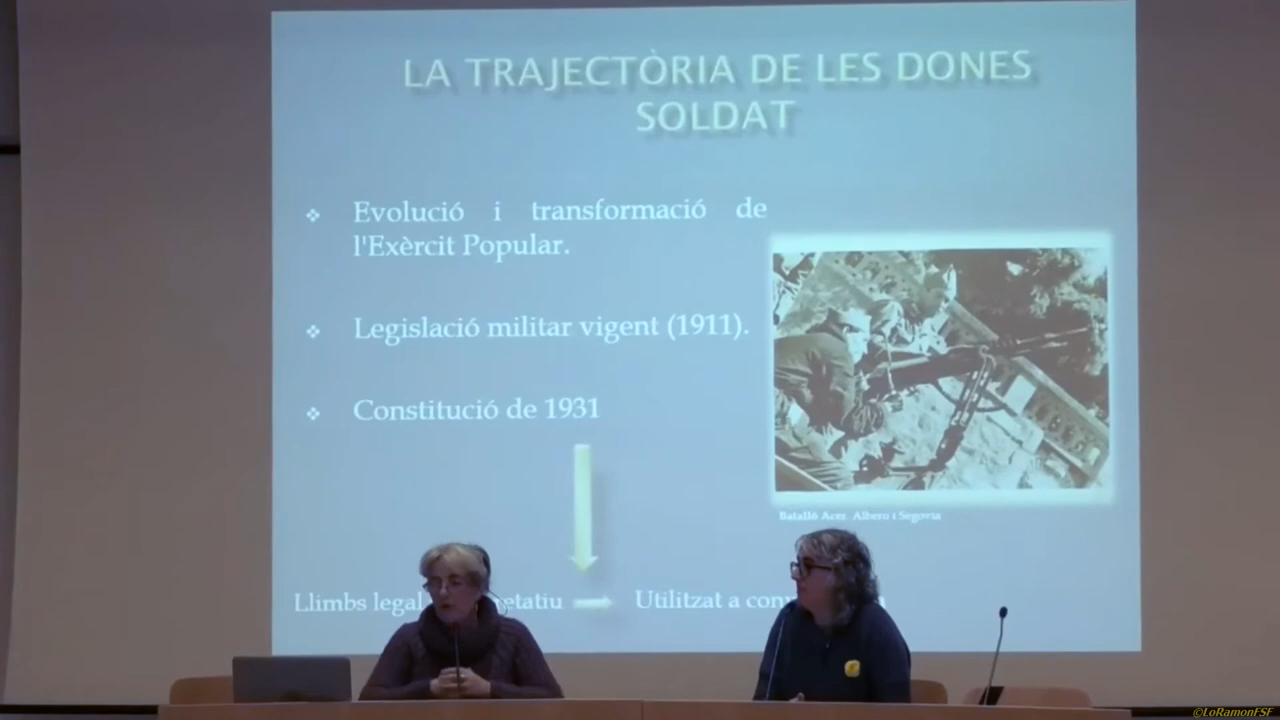 LA TRAJECTÒRIA DE LES DONES
SOLDAT
Evolució i transformació de
l'Exèrcit Popular.
Legislació militar vigent (1911).
Constitució de 1931
Batalló Acer. Albero i Segovia
Llimbs legal
Utilitzat a
©LoRamonFSF